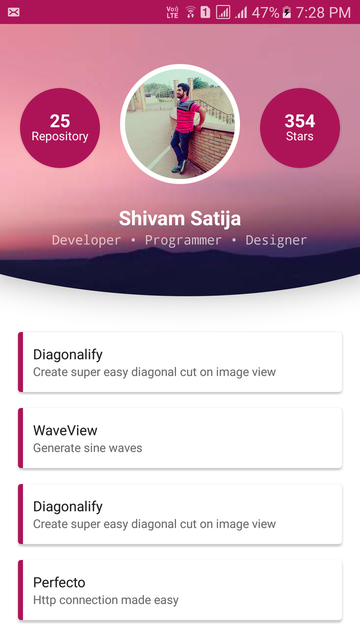 Vo)) LTE 1 47% 7:28 PM
25
Repository
354
Stars
Shivam Satija
Developer • Programmer • Designer
Diagonalify
Create super easy diagonal cut on image view
WaveView
Generate sine waves
Diagonalify
Create super easy diagonal cut on image view
Perfecto
Http connection made easy